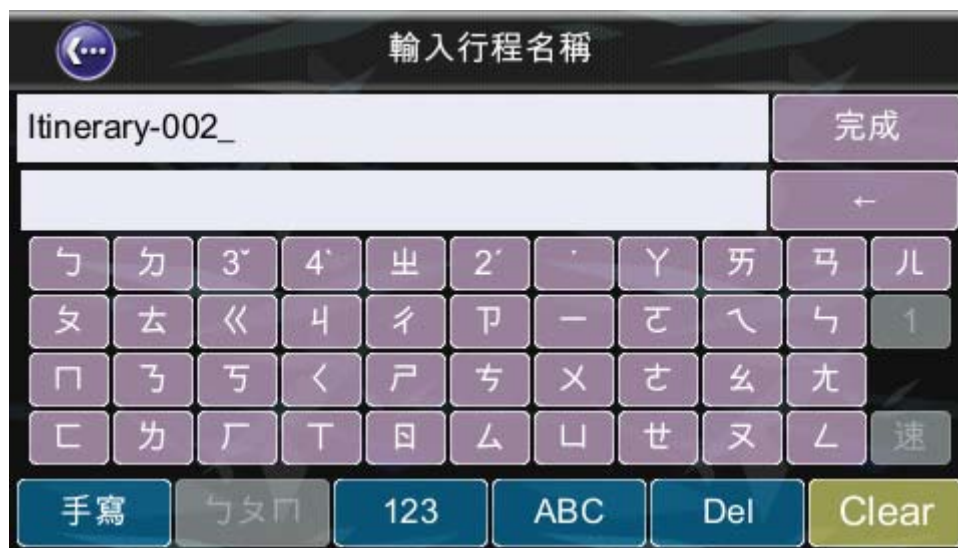 輸入行程名稱
Itinerary-002_ 完成
←
ㄅ ㄉ 3ˇ 4ˋ ㄓ 2ˊ ˙ ㄚ ㄞ ㄢ ㄦ
ㄆ ㄊ ㄍ ㄐ ㄔ ㄗ ㄧ ㄛ ㄟ ㄣ 1
ㄇ ㄋ ㄎ ㄑ ㄕ ㄘ ㄨ ㄜ ㄠ ㄤ
ㄈ ㄌ ㄏ ㄒ ㄖ ㄙ ㄩ ㄝ ㄡ ㄥ 速
手寫 ㄅㄆㄇ 123 ABC Del Clear